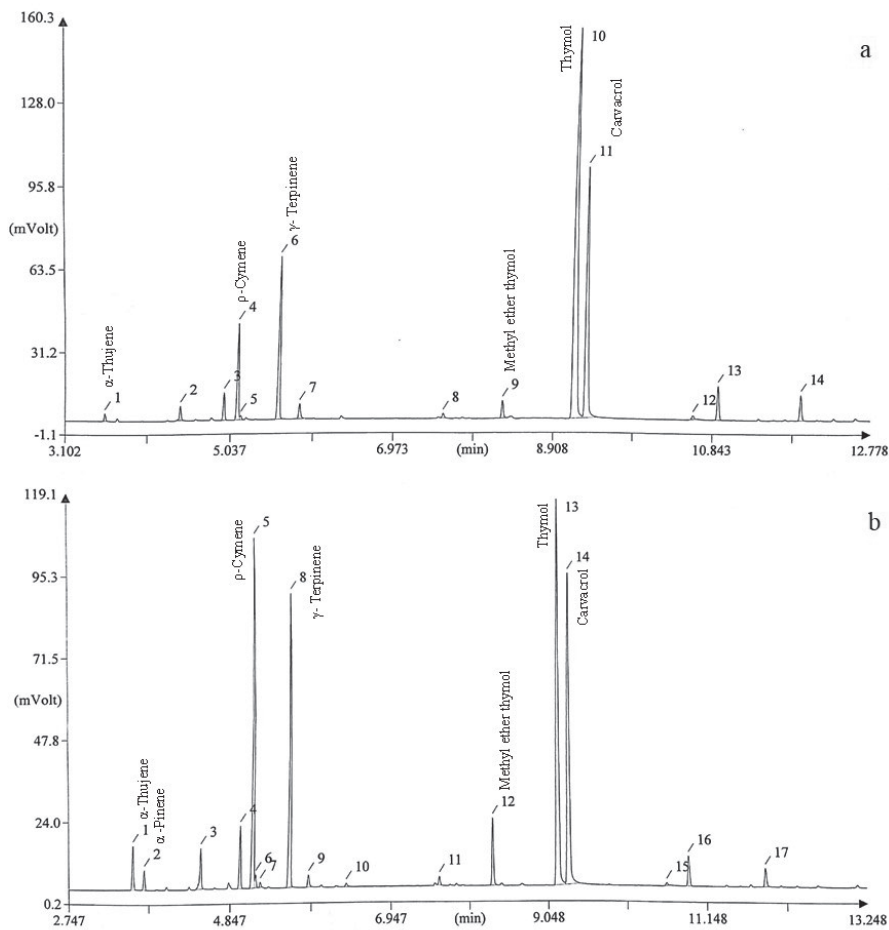 160.3
128.0
95.8
(mVolt)
63.5
31.2
-1.1
3.102
5.037
6.973
(min)
8.908
10.843
12.778
a
1
α-Thujene
2
3
4
ρ-Cymene
5
6
γ- Terpinene
7
8
9
Methyl ether thymol
Thymol
10
11
Carvacrol
12
13
14
119.1
95.3
71.5
(mVolt)
47.8
24.0
0.2
2.747
4.847
6.947
(min)
9.048
11.148
13.248
b
1
α-Thujene
2
α -Pinene
3
4
ρ-Cymene
5
6
7
8
γ- Terpinene
9
10
11
12
Methyl ether thymol
Thymol
13
14
Carvacrol
15
16
17